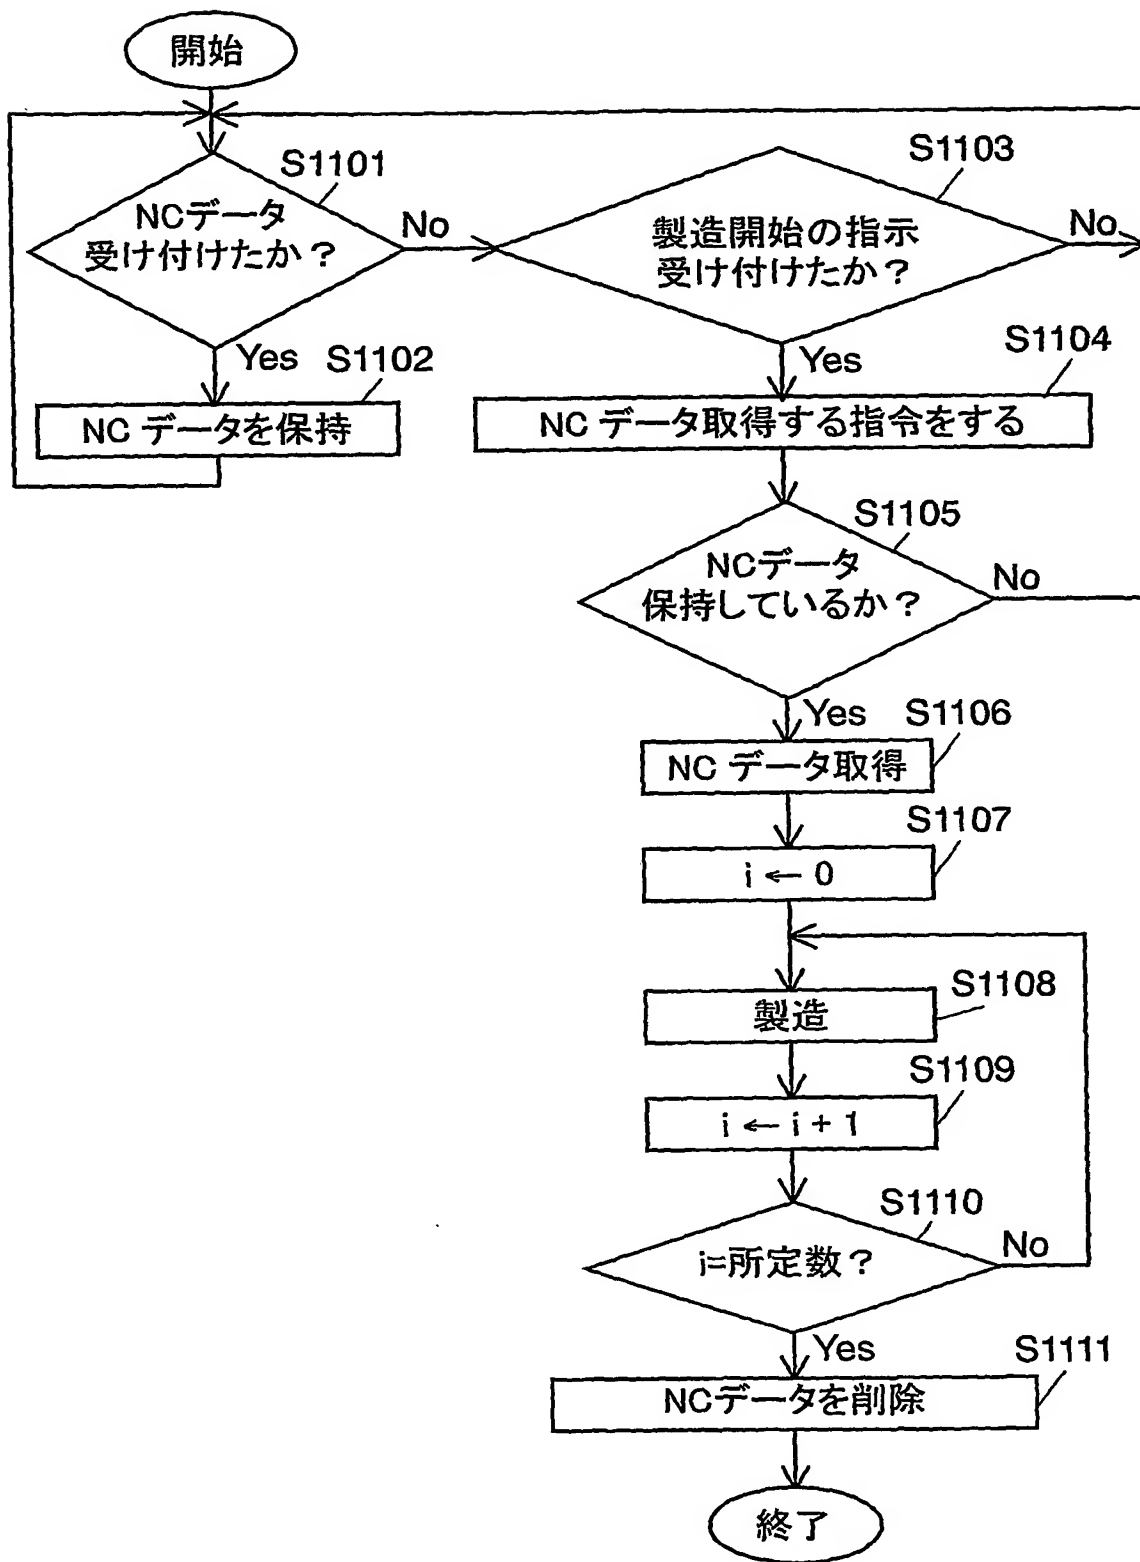 開始
S1101
NCデータ
受け付けたか？
No
Yes
S1102
NC データを保持
S1103
製造開始の指示
受け付けたか？
No
Yes
S1104
NC データ取得する指令をする
S1105
NCデータ
保持しているか？
No
Yes
S1106
NC データ取得
S1107
i ← 0
S1108
製造
S1109
i ← i + 1
S1110
i=所定数？
No
Yes
S1111
NCデータを削除
終了